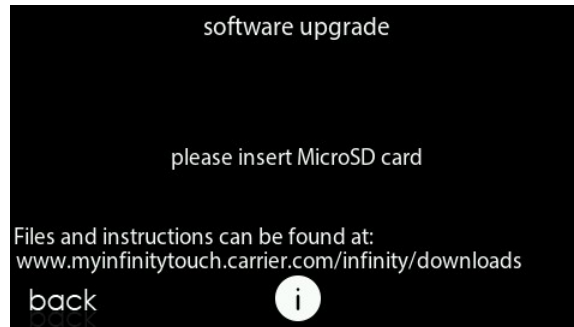 software upgrade
please insert MicroSD card
Files and instructions can be found at:
www.myinfinitytouch.carrier.com/infinity/downloads
back
i